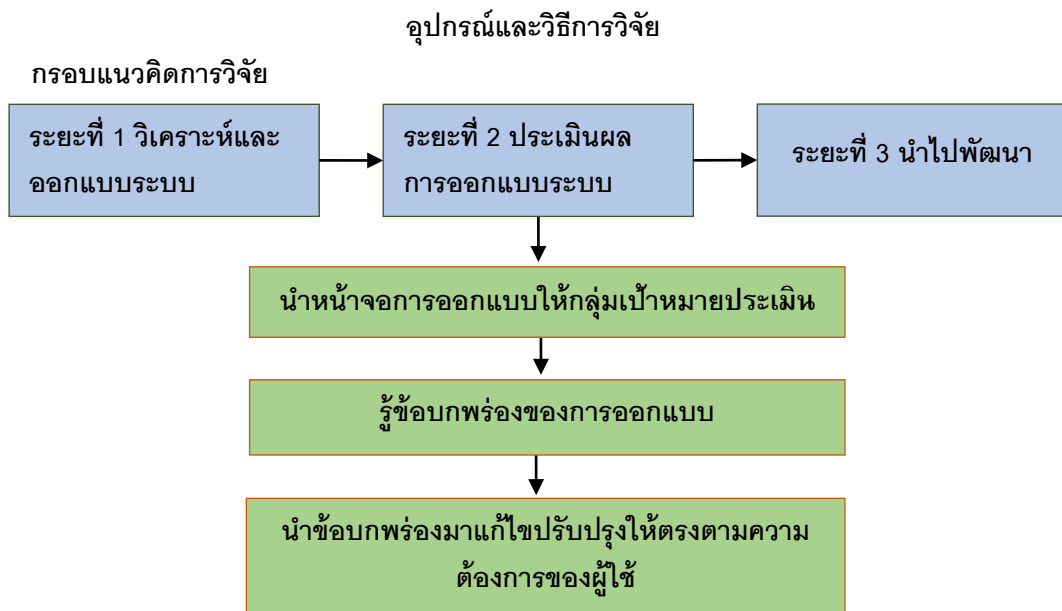 อุปกรณ์และวิธีการวิจัย
กรอบแนวคิดการวิจัย
ระยะที่ 1 วิเคราะห์และ
ออกแบบระบบ
ระยะที่ 2 ประเมินผล
การออกแบบระบบ
ระยะที่ 3 นำไปพัฒนา
นำหน้าจอการออกแบบให้กลุ่มเป้าหมายประเมิน
รู้ข้อบกพร่องของการออกแบบ
นำข้อบกพร่องมาแก้ไขปรับปรุงให้ตรงตามความ
ต้องการของผู้ใช้